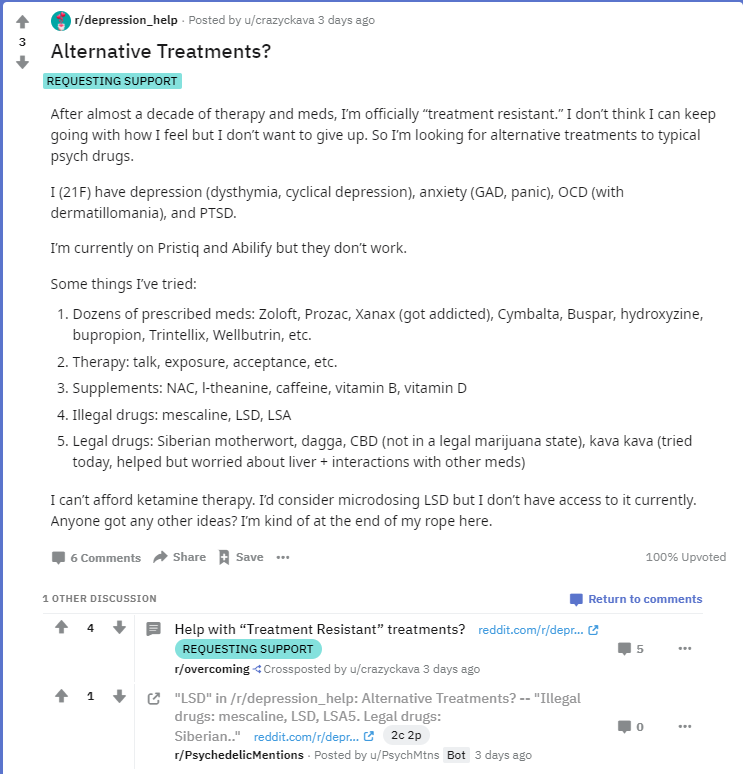 r/depression_help · Posted by u/crazyckava 3 days ago
3
Alternative Treatments?
REQUESTING SUPPORT
After almost a decade of therapy and meds, I’m officially “treatment resistant.” I don’t think I can keep
going with how I feel but I don’t want to give up. So I’m looking for alternative treatments to typical
psych drugs.
I (21F) have depression (dysthymia, cyclical depression), anxiety (GAD, panic), OCD (with
dermatillomania), and PTSD.
I’m currently on Pristiq and Abilify but they don’t work.
Some things I’ve tried:
1. Dozens of prescribed meds: Zoloft, Prozac, Xanax (got addicted), Cymbalta, Buspar, hydroxyzine,
bupropion, Trintellix, Wellbutrin, etc.
2. Therapy: talk, exposure, acceptance, etc.
3. Supplements: NAC, l-theanine, caffeine, vitamin B, vitamin D
4. Illegal drugs: mescaline, LSD, LSA
5. Legal drugs: Siberian motherwort, dagga, CBD (not in a legal marijuana state), kava kava (tried
today, helped but worried about liver + interactions with other meds)
I can’t afford ketamine therapy. I’d consider microdosing LSD but I don’t have access to it currently.
Anyone got any other ideas? I’m kind of at the end of my rope here.
6 Comments Share Save ··· 100% Upvoted
1 OTHER DISCUSSION Return to comments
4 Help with “Treatment Resistant” treatments? reddit.com/r/depr...
REQUESTING SUPPORT 5 ···
r/overcoming Crossposted by u/crazyckava 3 days ago
1 "LSD" in /r/depression_help: Alternative Treatments? -- "Illegal
drugs: mescaline, LSD, LSA5. Legal drugs:
Siberian.." reddit.com/r/depr... 2c 2p 0 ···
r/PsychedelicMentions · Posted by u/PsychMtns Bot 3 days ago